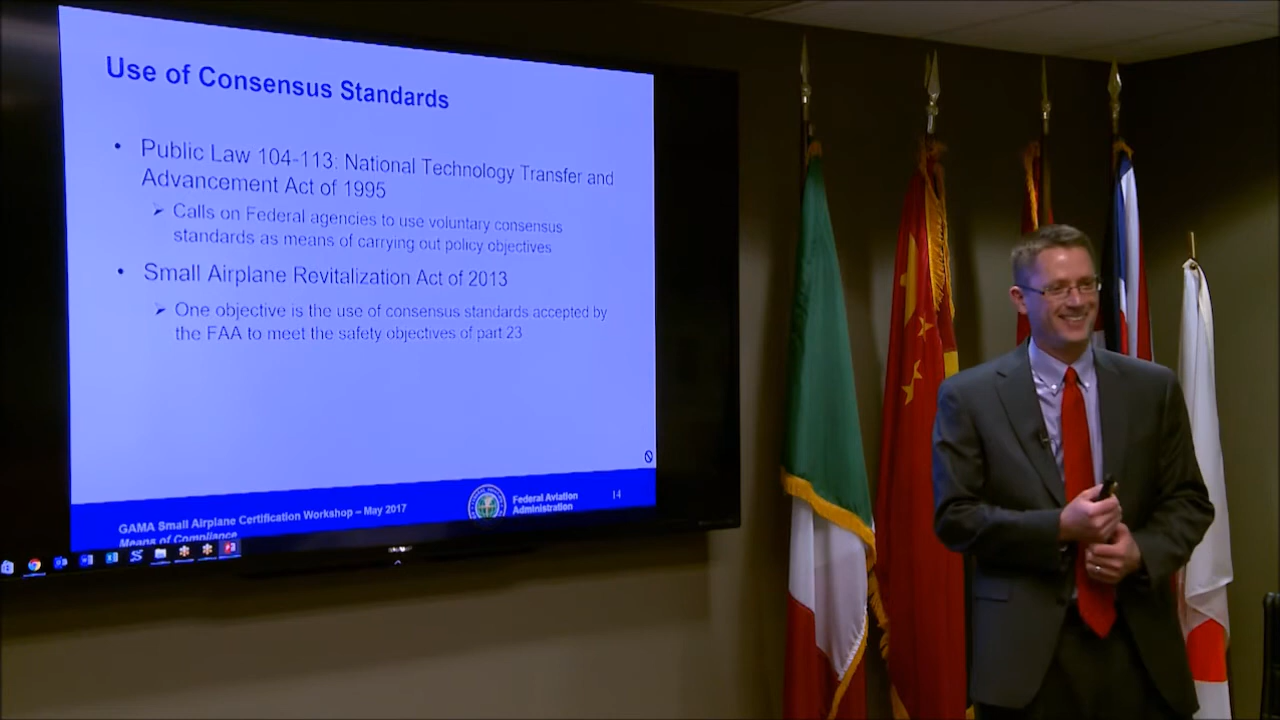 Use of Consensus Standards
• Public Law 104-113: National Technology Transfer and
Advancement Act of 1995
➢ Calls on Federal agencies to use voluntary consensus
standards as means of carrying out policy objectives
• Small Airplane Revitalization Act of 2013
➢ One objective is the use of consensus standards accepted by
the FAA to meet the safety objectives of part 23
GAMA Small Airplane Certification Workshop – May 2017
Means of Compliance
Federal Aviation
Administration
14